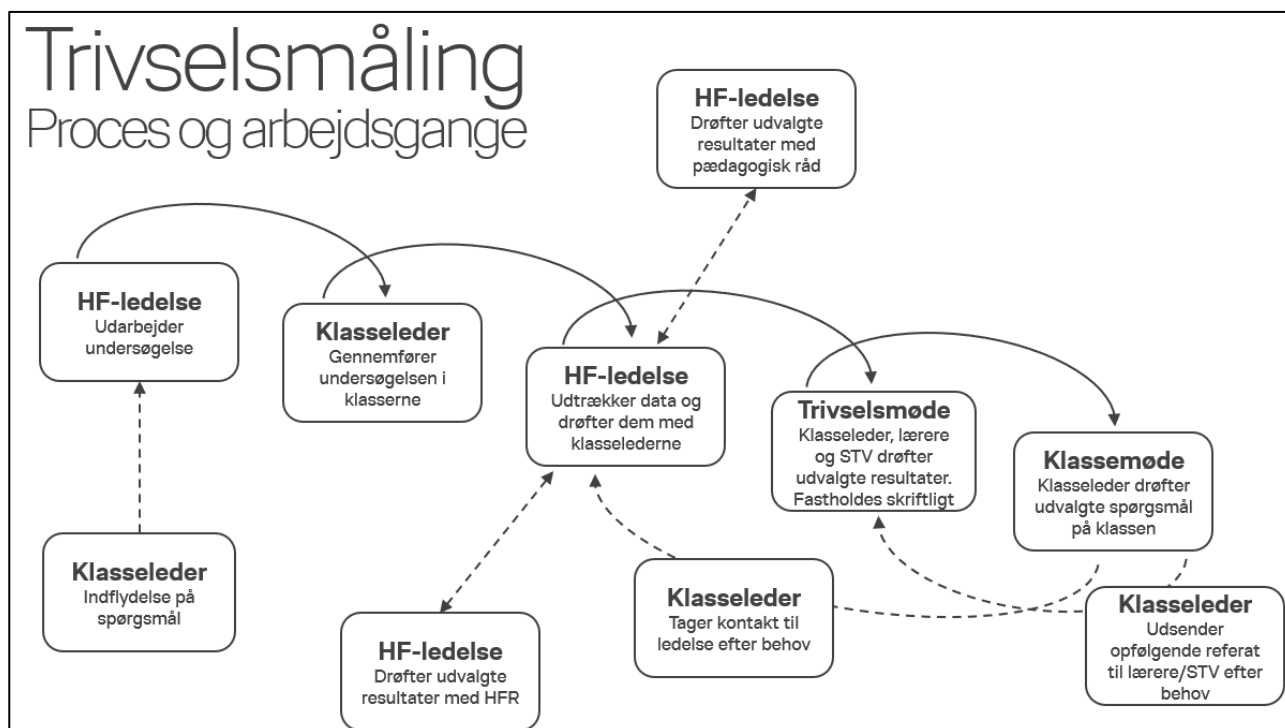 Trivselsmåling
Proces og arbejdsgange
HF-ledelse
Drøfter udvalgte
resultater med
pædagogisk råd
HF-ledelse
Udarbejder
undersøgelse
Klasseleder
Gennemfører
undersøgelsen i
klasserne
HF-ledelse
Udtrækker data og
drøfter dem med
klasselederne
Trivselsmøde
Klasseleder, lærere
og STV drøfter
udvalgte resultater.
Fastholdes skriftligt
Klassemøde
Klasseleder drøfter
udvalgte spørgsmål
på klassen
Klasseleder
Indflydelse på
spørgsmål
HF-ledelse
Drøfter udvalgte
resultater med HFR
Klasseleder
Tager kontakt til
ledelse efter behov
Klasseleder
Udsender
opfølgende referat
til lærere/STV efter
behov